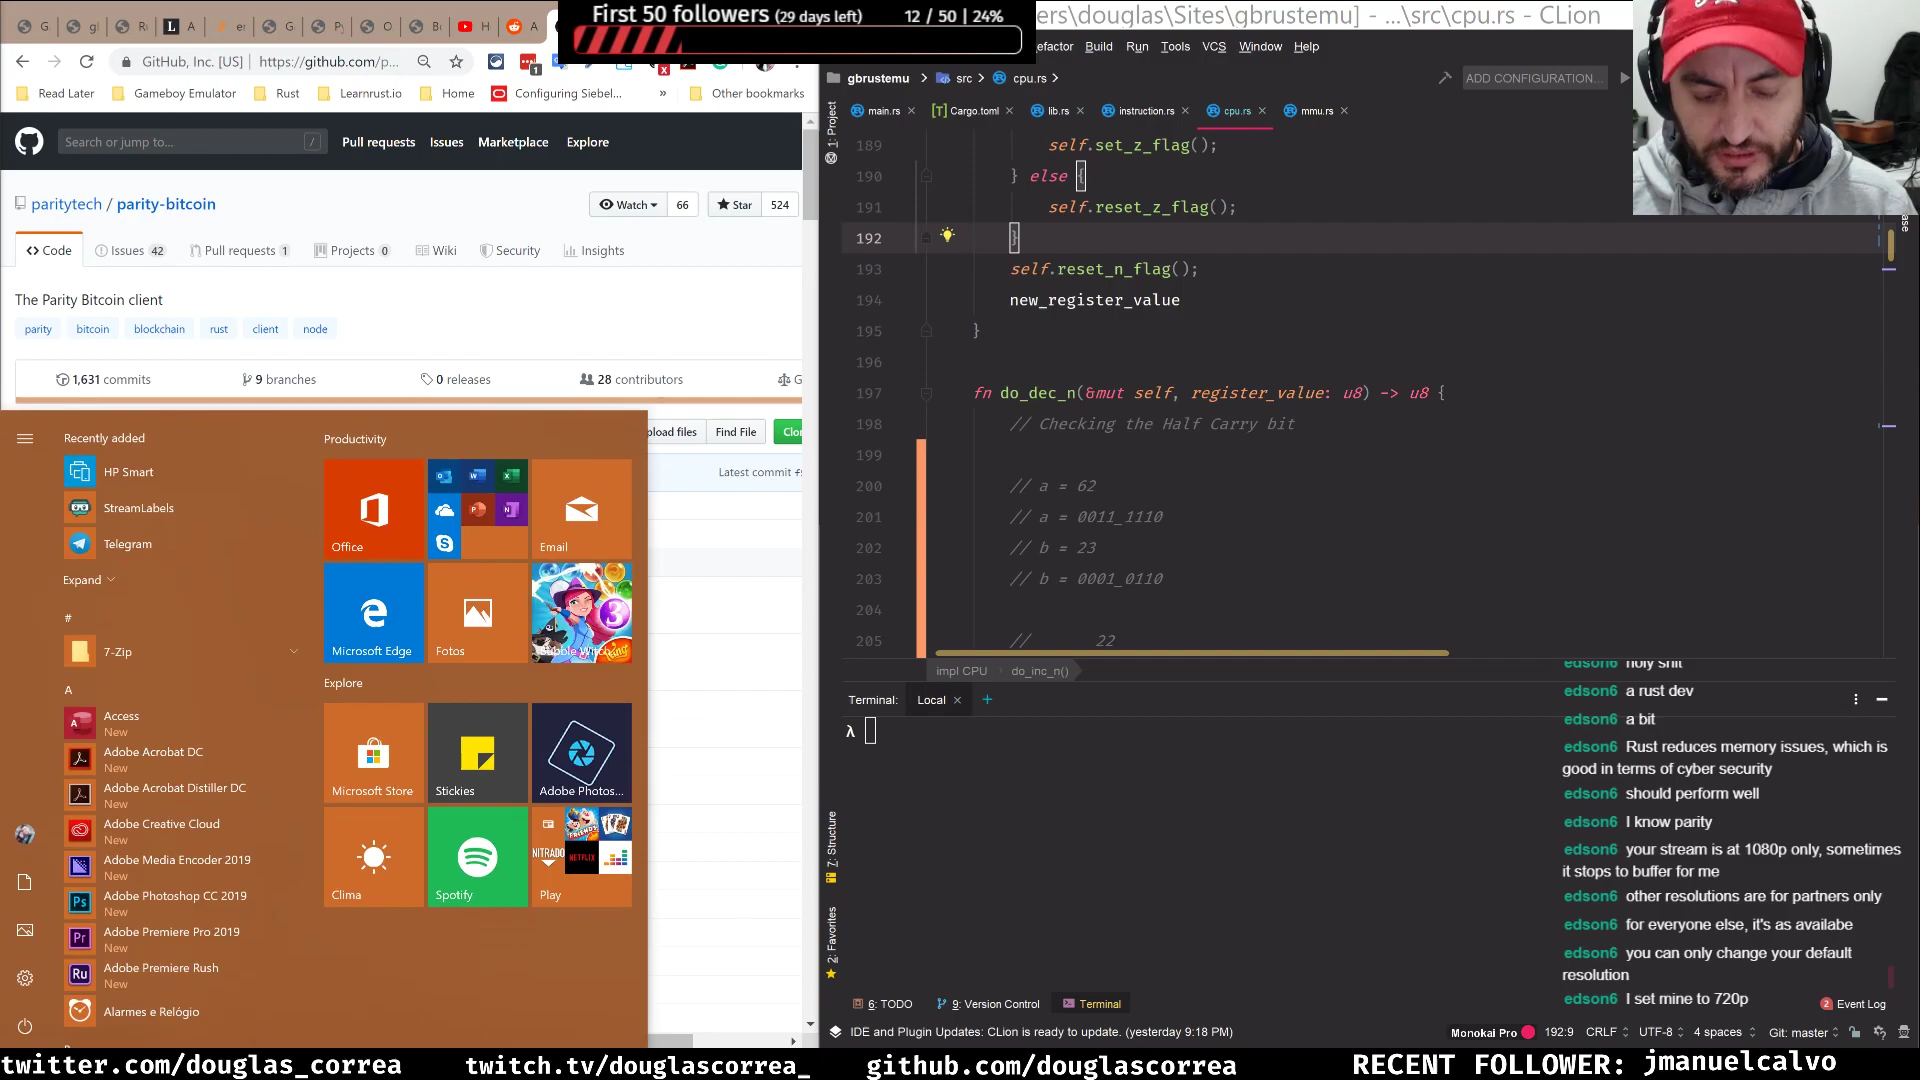 First 50 followers (29 days left) 12 / 50 | 24%
ers\douglas\Sites\gbrustemu] - ...\src\cpu.rs - CLion
GitHub, Inc. [US] | https://github.com/p...
efactor Build Run Tools VCS Window Help
gbrustemu > src > cpu.rs >
ADD CONFIGURATION...
Read Later Gameboy Emulator Rust Learnrust.io Home Configuring Siebel... » Other bookmarks
main.rs Cargo.toml lib.rs instruction.rs cpu.rs mmu.rs
1: Project
Search or jump to... /
Pull requests Issues Marketplace Explore
paritytech / parity-bitcoin
Watch 66 Star 524
Code Issues 42 Pull requests 1 Projects 0 Wiki Security Insights
The Parity Bitcoin client
parity bitcoin blockchain rust client node
1,631 commits 9 branches 0 releases 28 contributors G
pload files Find File Clo
Latest commit
189 self.set_z_flag();
190 } else {
191 self.reset_z_flag();
192 }
193 self.reset_n_flag();
194 new_register_value
195 }
196
197 fn do_dec_n(&mut self, register_value: u8) -> u8 {
198 // Checking the Half Carry bit
199
200 // a = 62
201 // a = 0011_1110
202 // b = 23
203 // b = 0001_0110
204
205 // 22
impl CPU > do_inc_n()
Terminal: Local × +
λ
Recently added
HP Smart
StreamLabels
Telegram
Expand
#
7-Zip
A
Access
New
Adobe Acrobat DC
New
Adobe Acrobat Distiller DC
New
Adobe Creative Cloud
New
Adobe Media Encoder 2019
New
Adobe Photoshop CC 2019
New
Adobe Premiere Pro 2019
New
Adobe Premiere Rush
New
Alarmes e Relógio
Productivity
Office
Email
Microsoft Edge
Fotos
Bubble Witch
Explore
Microsoft Store
Stickies
Adobe Photos...
Clima
Spotify
NITRADO
NETFLIX
Play
edson6 holy shit
edson6 a rust dev
edson6 a bit
edson6 Rust reduces memory issues, which is
good in terms of cyber security
edson6 should perform well
edson6 I know parity
edson6 your stream is at 1080p only, sometimes
it stops to buffer for me
edson6 other resolutions are for partners only
edson6 for everyone else, it's as availabe
edson6 you can only change your default
resolution
edson6 I set mine to 720p
7: Structure
2: Favorites
6: TODO 9: Version Control Terminal
2 Event Log
IDE and Plugin Updates: CLion is ready to update. (yesterday 9:18 PM)
Monokai Pro 192:9 CRLF UTF-8 4 spaces Git: master
twitter.com/douglas_correa twitch.tv/douglascorrea_ github.com/douglascorrea RECENT FOLLOWER: jmanuelcalvo